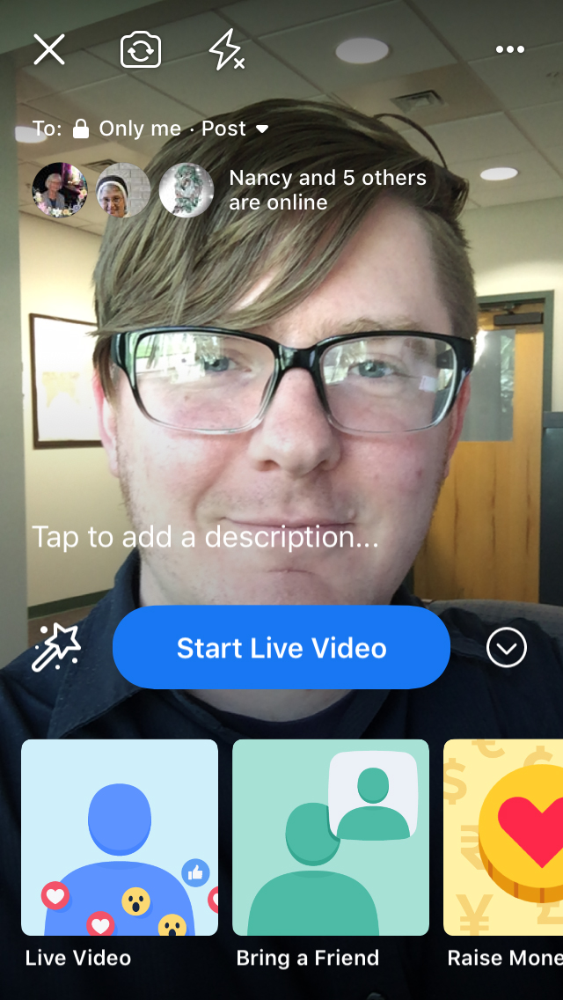 To: Only me · Post
Nancy and 5 others
are online
Tap to add a description...
Start Live Video
Live Video
Bring a Friend
Raise Mone